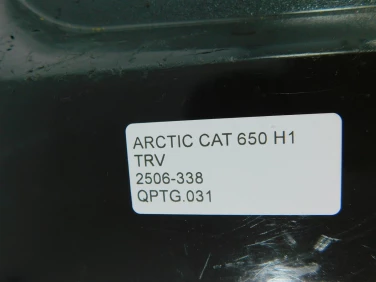 ARCTIC CAT 650 H1
TRV
2506-338
QPTG.031